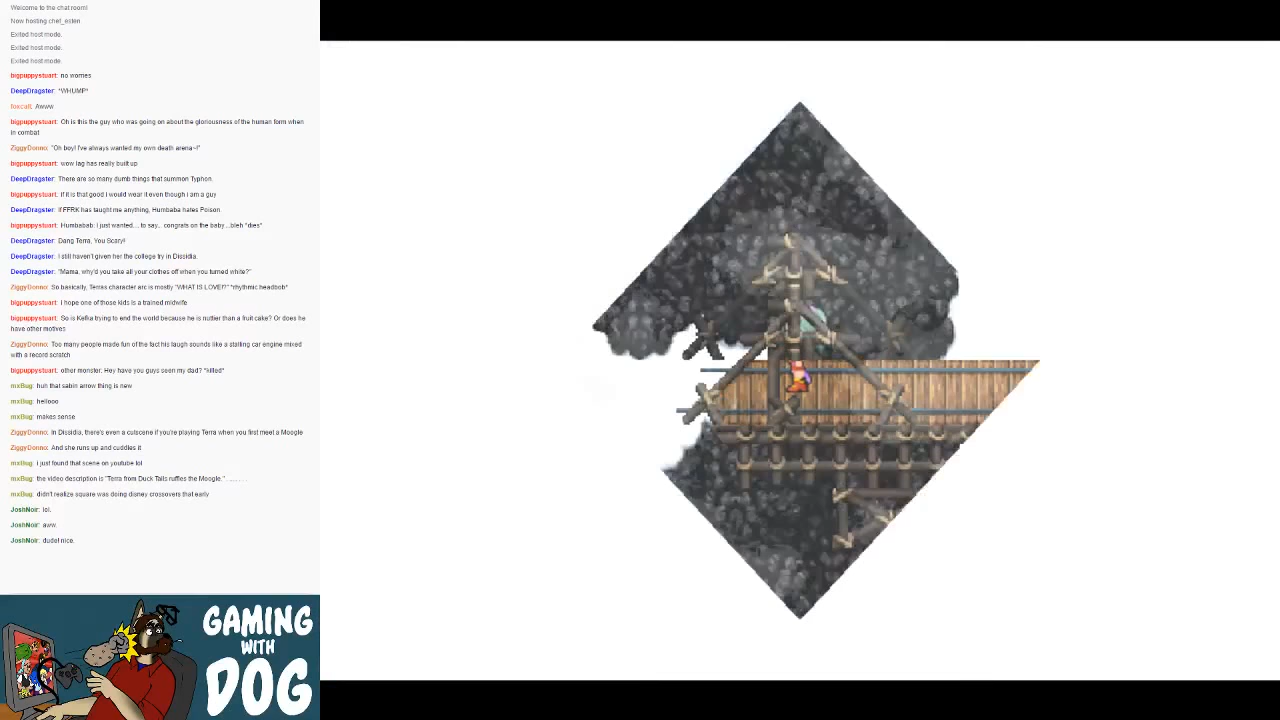 Welcome to the chat room!
Now hosting chef_esten.
Exited host mode.
Exited host mode.
Exited host mode.
bigpuppystuart: no worries
DeepDragster: *WHUMP*
foxcall: Awww
bigpuppystuart: Oh is this the guy who was going on about the gloriousness of the human form when
in combat
ZiggyDonno: "Oh boy! I've always wanted my own death arena~!"
bigpuppystuart: wow lag has really built up
DeepDragster: There are so many dumb things that summon Typhon.
bigpuppystuart: if it is that good i would wear it even though i am a guy
DeepDragster: If FFRK has taught me anything, Humbaba hates Poison.
bigpuppystuart: Humbabab: I just wanted.... to say.. congrats on the baby...bleh *dies*
DeepDragster: Dang Terra, You Scary!!
DeepDragster: I still haven't given her the college try in Dissidia.
DeepDragster: "Mama, why'd you take all your clothes off when you turned white?"
ZiggyDonno: So basically, Terras character arc is mostly "WHAT IS LOVE!?" *rhythmic headbob*
bigpuppystuart: I hope one of those kids is a trained midwife
bigpuppystuart: So is Kefka trying to end the world because he is nuttier than a fruit cake? Or does he
have other motives
ZiggyDonno: Too many people made fun of the fact his laugh sounds like a stalling car engine mixed
with a record scratch
bigpuppystuart: other monster: Hey have you guys seen my dad? *killed*
mxBug: huh that sabin arrow thing is new
mxBug: hellooo
mxBug: makes sense
ZiggyDonno: In Dissidia, there's even a cutscene if you're playing Terra when you first meet a Moogle
ZiggyDonno: And she runs up and cuddles it
mxBug: i just found that scene on youtube lol
mxBug: the video description is "Terra from Duck Tails ruffles the Moogle." ........
mxBug: didn't realize square was doing disney crossovers that early
JoshNoir: lol.
JoshNoir: aww.
JoshNoir: dude! nice.
GAMING
WITH
DOG